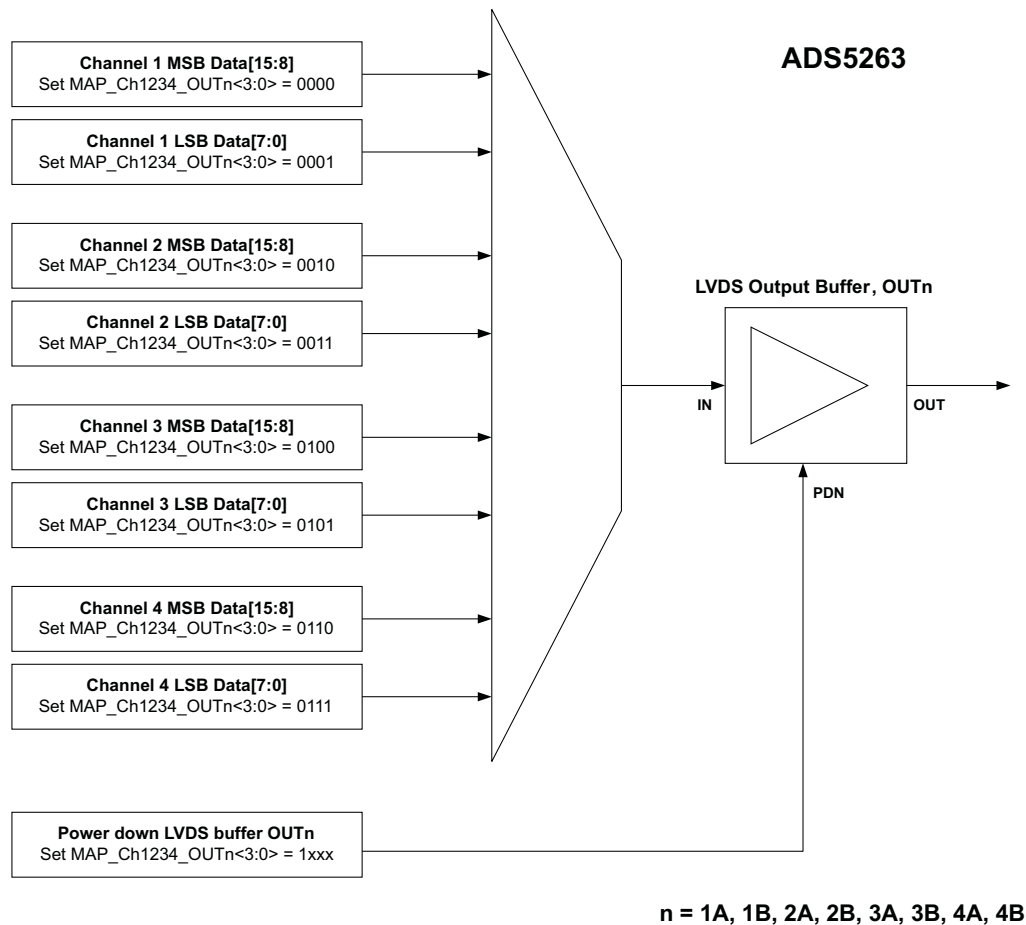 ADS5263
Channel 1 MSB Data[15:8]
Set MAP_Ch1234_OUTn<3:0> = 0000
Channel 1 LSB Data[7:0]
Set MAP_Ch1234_OUTn<3:0> = 0001
Channel 2 MSB Data[15:8]
Set MAP_Ch1234_OUTn<3:0> = 0010
Channel 2 LSB Data[7:0]
Set MAP_Ch1234_OUTn<3:0> = 0011
Channel 3 MSB Data[15:8]
Set MAP_Ch1234_OUTn<3:0> = 0100
Channel 3 LSB Data[7:0]
Set MAP_Ch1234_OUTn<3:0> = 0101
Channel 4 MSB Data[15:8]
Set MAP_Ch1234_OUTn<3:0> = 0110
Channel 4 LSB Data[7:0]
Set MAP_Ch1234_OUTn<3:0> = 0111
LVDS Output Buffer, OUTn
IN
OUT
PDN
Power down LVDS buffer OUTn
Set MAP_Ch1234_OUTn<3:0> = 1xxx
n = 1A, 1B, 2A, 2B, 3A, 3B, 4A, 4B